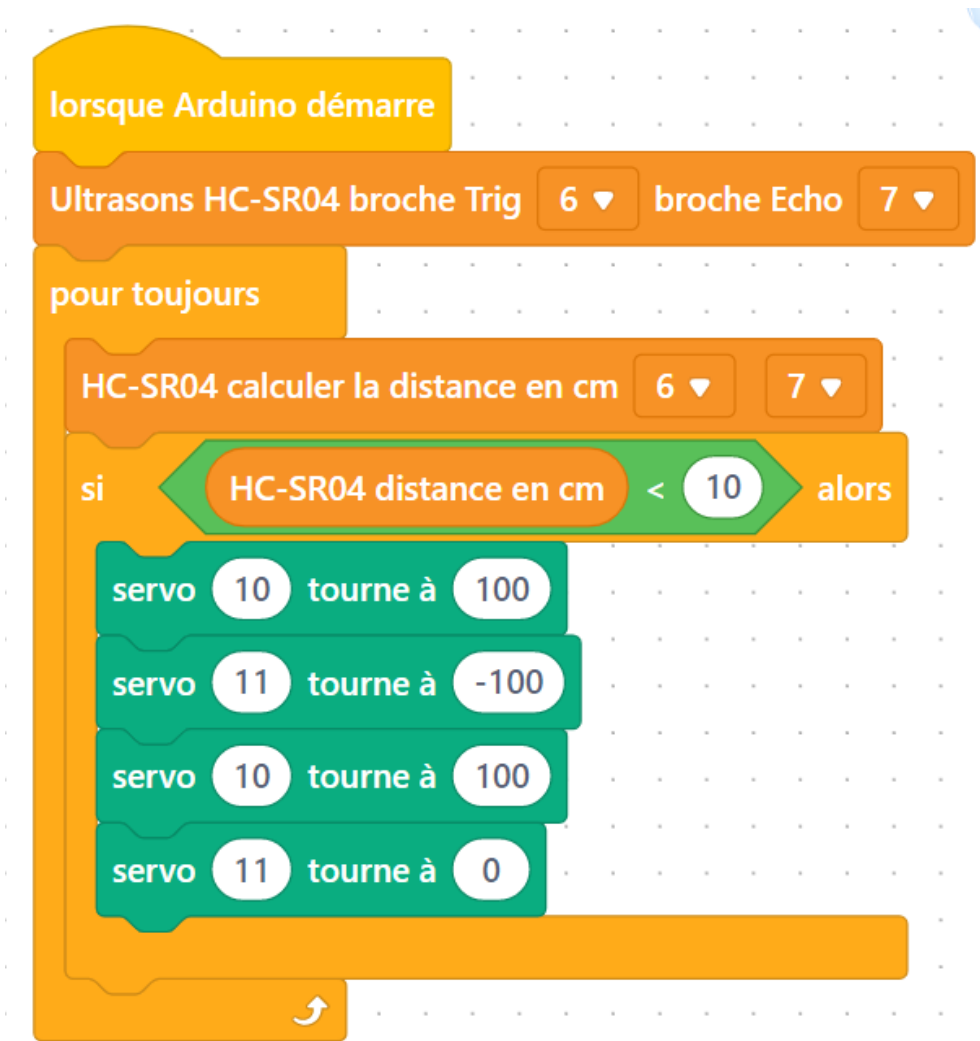 lorsque Arduino démarre
Ultrasons HC-SR04 broche Trig 6 broche Echo 7
pour toujours
HC-SR04 calculer la distance en cm 6 7
si HC-SR04 distance en cm < 10 alors
servo 10 tourne à 100
servo 11 tourne à -100
servo 10 tourne à 100
servo 11 tourne à 0